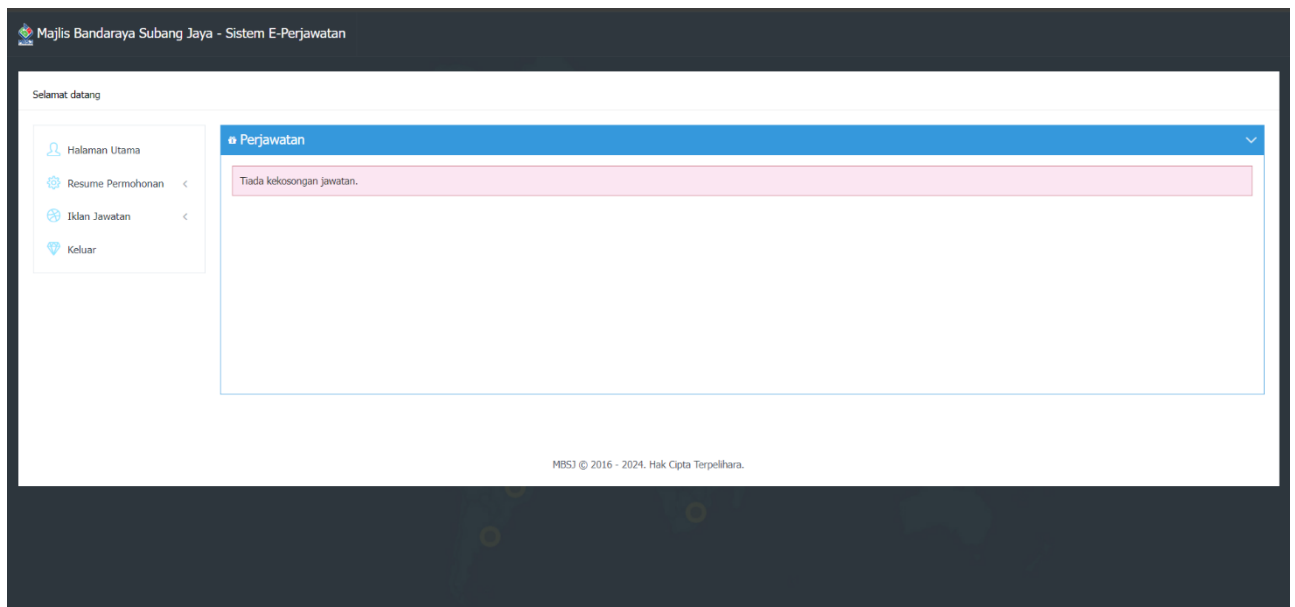 Majlis Bandaraya Subang Jaya - Sistem E-Perjawatan
Selamat datang
Halaman Utama
Resume Permohonan
Iklan Jawatan
Keluar
Perjawatan
Tiada kekosongan jawatan.
MBSJ © 2016 - 2024. Hak Cipta Terpelihara.